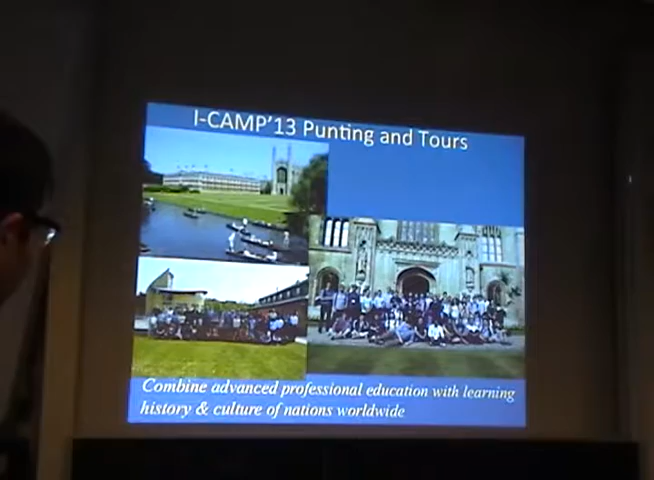 I-CAMP'13 Punting and Tours
Combine advanced professional education with learning
history & culture of nations worldwide